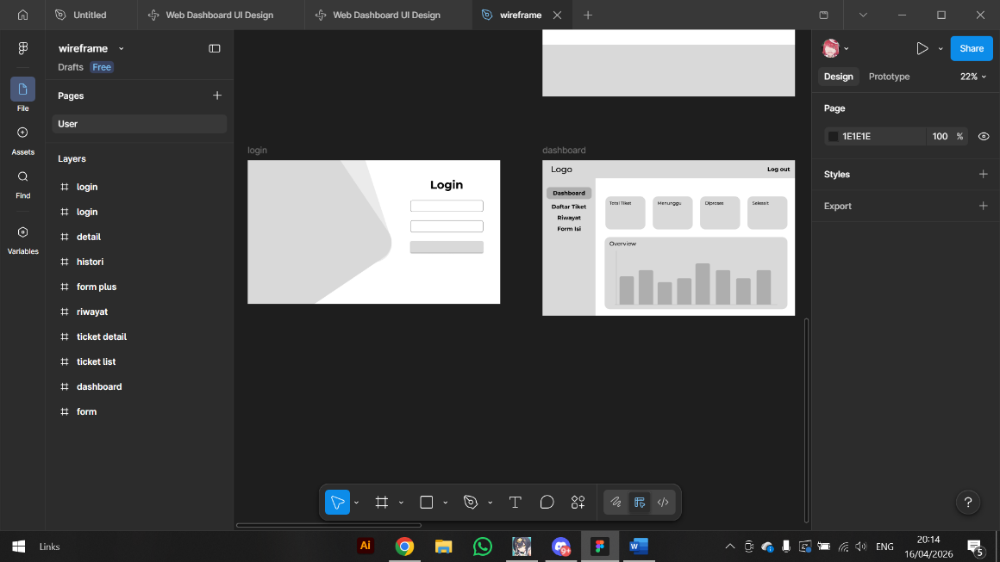 Untitled
Web Dashboard UI Design
Web Dashboard UI Design
wireframe
File
Assets
Find
Variables
wireframe
Drafts Free
Pages
User
Layers
login
login
detail
histori
form plus
riwayat
ticket detail
ticket list
dashboard
form
login
Login
dashboard
Logo
Log out
Dashboard
Daftar Tiket
Riwayat
Form Isi
Total Tiket
Menunggu
Diproses
Selesai
Overview
Share
Design Prototype 22%
Page
1E1E1E 100 %
Styles
Export
?
Links
Ai
9+
W
ENG
20:14
16/04/2026
5